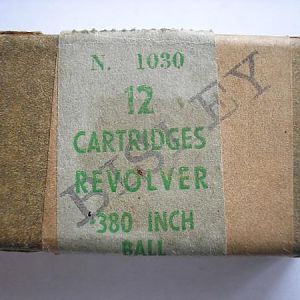 N. 1030
12
CARTRIDGES
REVOLVER
·380 INCH
BALL
BISLEY